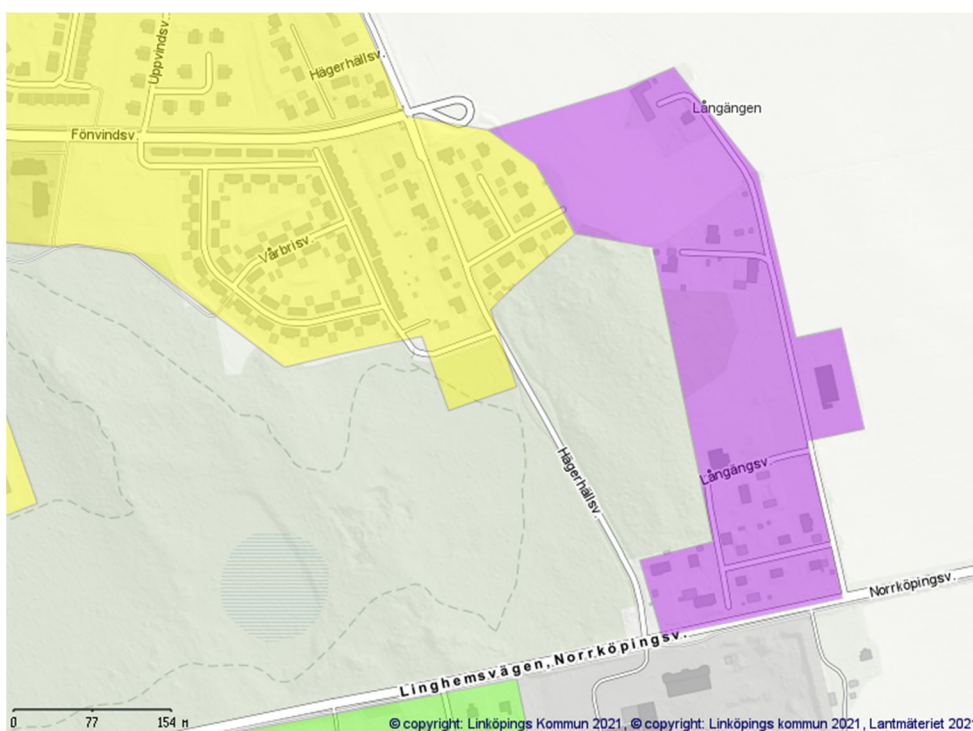 Uppvindsv.
Hägerhällsv.
Långängen
Fönvindsv.
Vårbrisv.
Hägerhällsv.
Långängsv.
Norrköpingsv.
Linghemsvägen, Norrköpingsv.
0 77 154 M
© copyright: Linköpings Kommun 2021, © copyright: Linköpings kommun 2021, Lantmäteriet 202